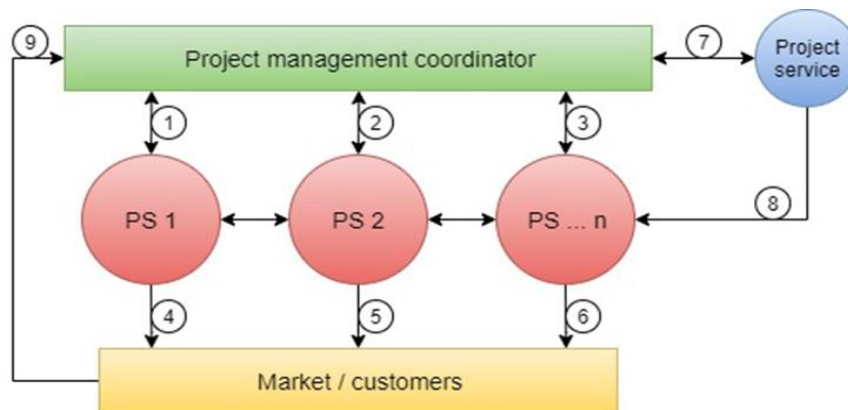 9
Project management coordinator
7
Project
service
1
2
3
PS 1
PS 2
PS ... n
8
4
5
6
Market / customers